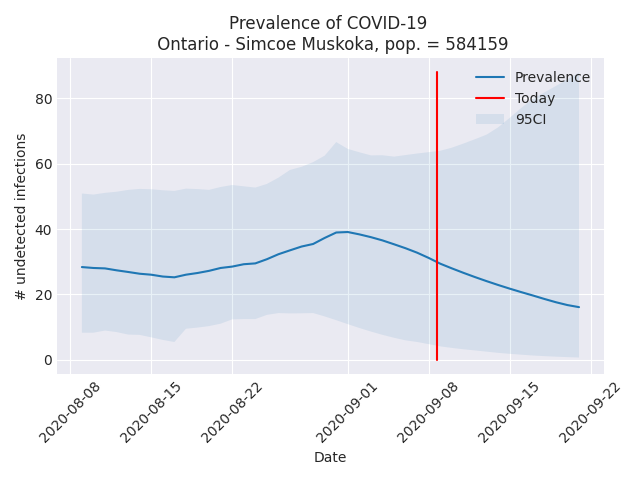 Prevalence of COVID-19
Ontario - Simcoe Muskoka, pop. = 584159
Prevalence
Today
95CI
# undetected infections
80
60
40
20
0
2020-08-08
2020-08-15
2020-08-22
2020-09-01
2020-09-08
2020-09-15
2020-09-22
Date